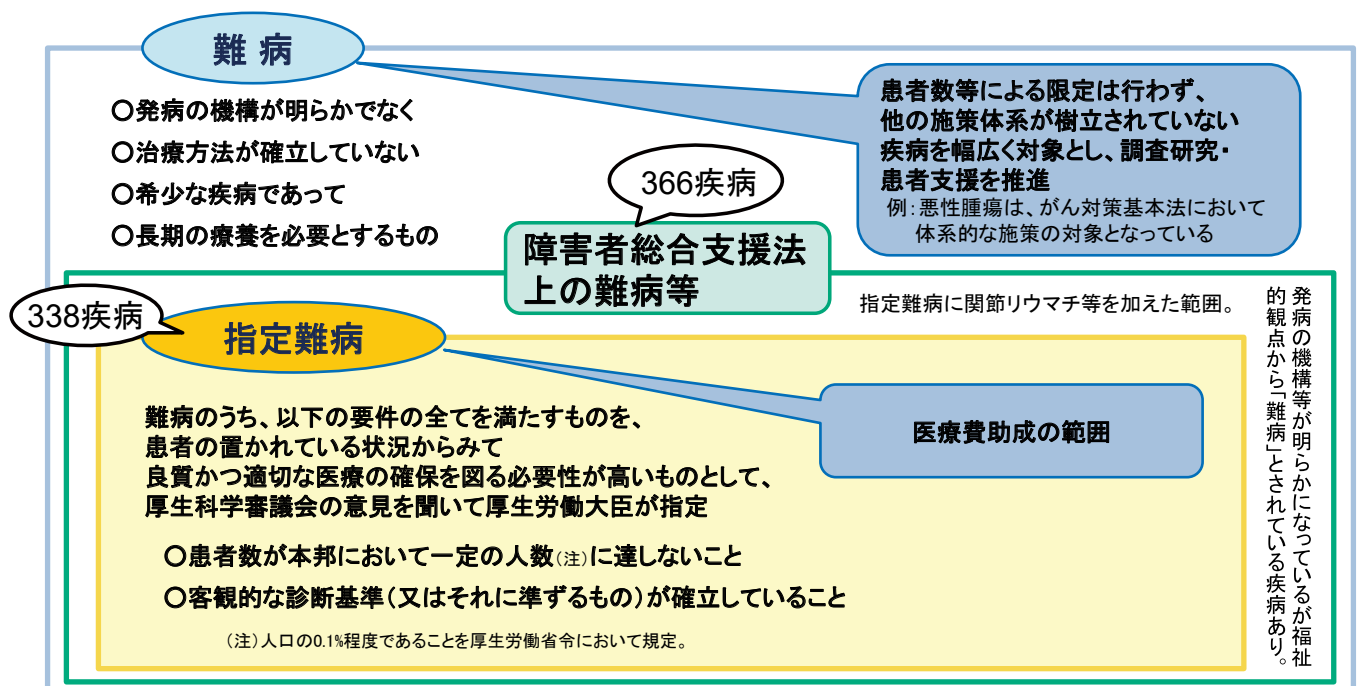 難病
〇発病の機構が明らかでなく
〇治療方法が確立していない
〇希少な疾病であって
〇長期の療養を必要とするもの
患者数等による限定は行わず、
他の施策体系が樹立されていない
疾病を幅広く対象とし、調査研究・
患者支援を推進
例：悪性腫瘍は、がん対策基本法において
体系的な施策の対象となっている
366疾病
障害者総合支援法
上の難病等
指定難病に関節リウマチ等を加えた範囲。
発病の機構等が明らかになっているが福祉
的観点から「難病」とされている疾病あり。
338疾病
指定難病
難病のうち、以下の要件の全てを満たすものを、
患者の置かれている状況からみて
良質かつ適切な医療の確保を図る必要性が高いものとして、
厚生科学審議会の意見を聞いて厚生労働大臣が指定
医療費助成の範囲
〇患者数が本邦において一定の人数（注）に達しないこと
〇客観的な診断基準（又はそれに準ずるもの）が確立していること
（注）人口の0.1％程度であることを厚生労働省令において規定。